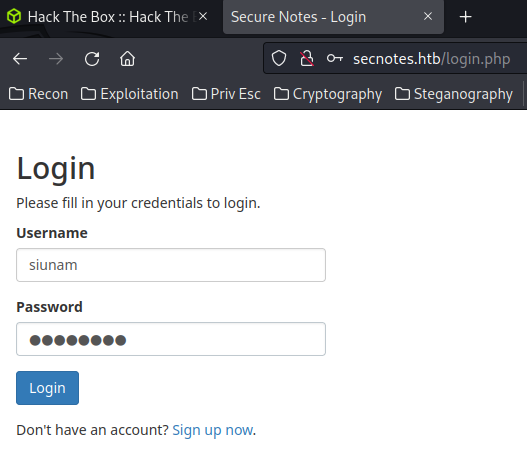 Hack The Box :: Hack The
Secure Notes - Login
secnotes.htb/login.php
Recon Exploitation Priv Esc Cryptography Steganography
Login
Please fill in your credentials to login.
Username
siunam
Password
●●●●●●●●
Login
Don't have an account? Sign up now.